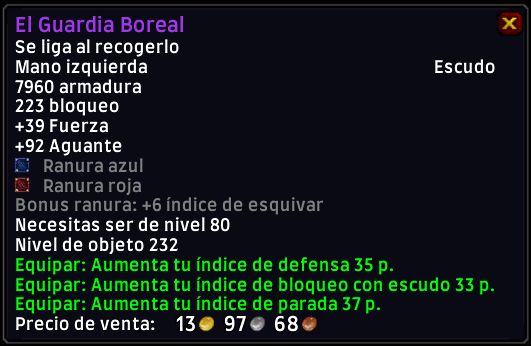 El Guardia Boreal
Se liga al recogerlo
Mano izquierda Escudo
7960 armadura
223 bloqueo
+39 Fuerza
+92 Aguante
Ranura azul
Ranura roja
Bonus ranura: +6 índice de esquivar
Necesitas ser de nivel 80
Nivel de objeto 232
Equipar: Aumenta tu índice de defensa 35 p.
Equipar: Aumenta tu índice de bloqueo con escudo 33 p.
Equipar: Aumenta tu índice de parada 37 p.
Precio de venta: 13 97 68